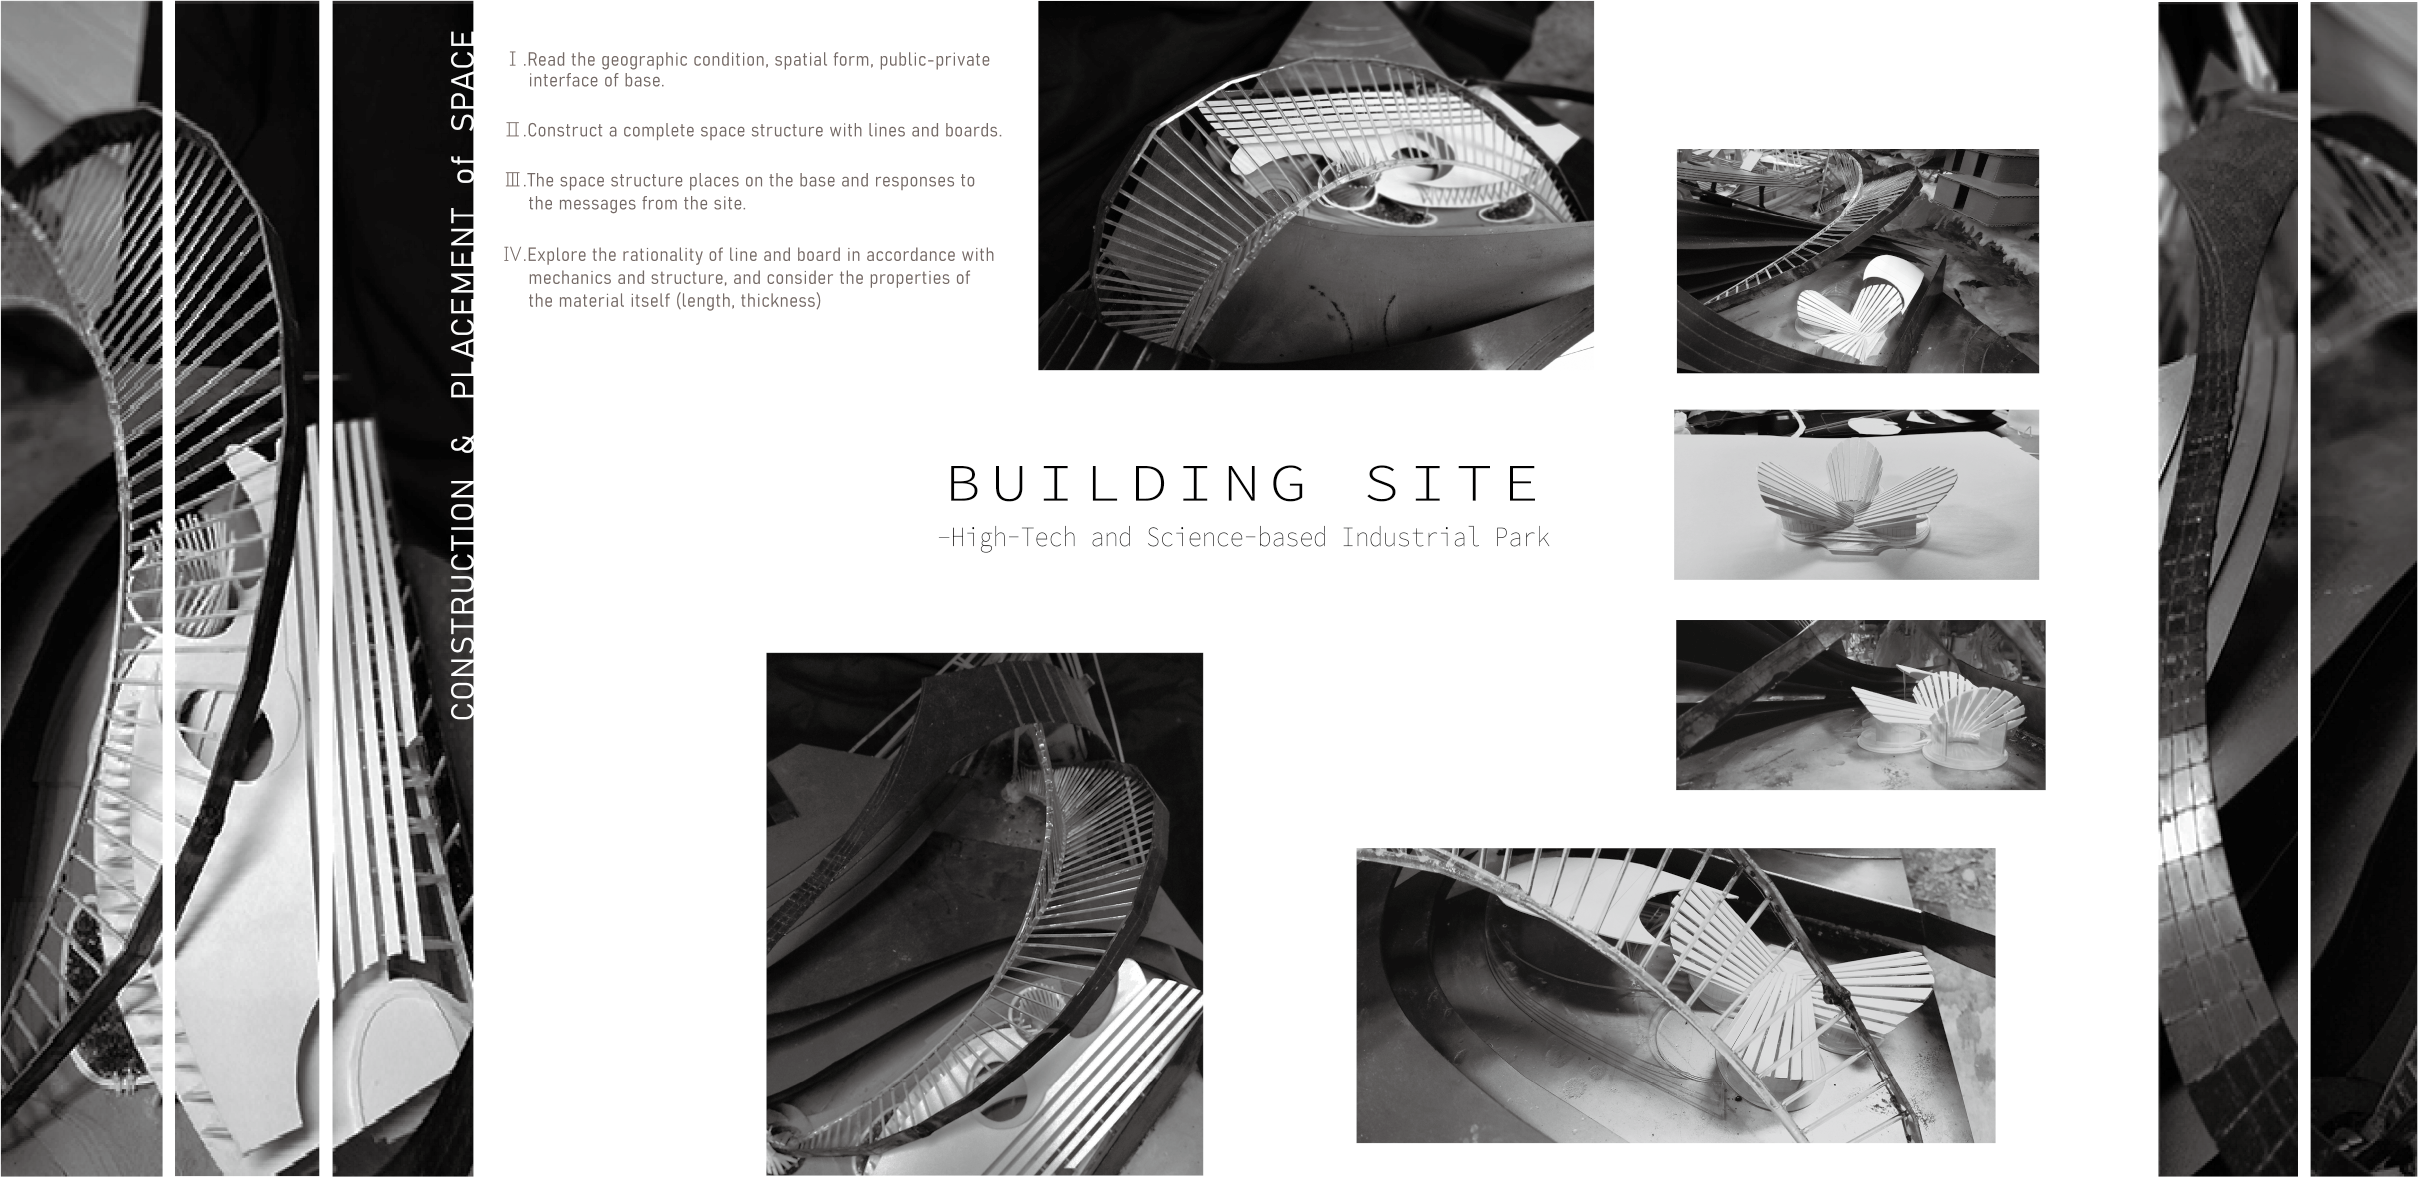 CONSTRUCTION & PLACEMENT of SPACE
Ⅰ.Read the geographic condition, spatial form, public-private
interface of base.
Ⅱ.Construct a complete space structure with lines and boards.
Ⅲ.The space structure places on the base and responses to
the messages from the site.
Ⅳ.Explore the rationality of line and board in accordance with
mechanics and structure, and consider the properties of
the material itself (length, thickness)
BUILDING SITE
-High-Tech and Science-based Industrial Park